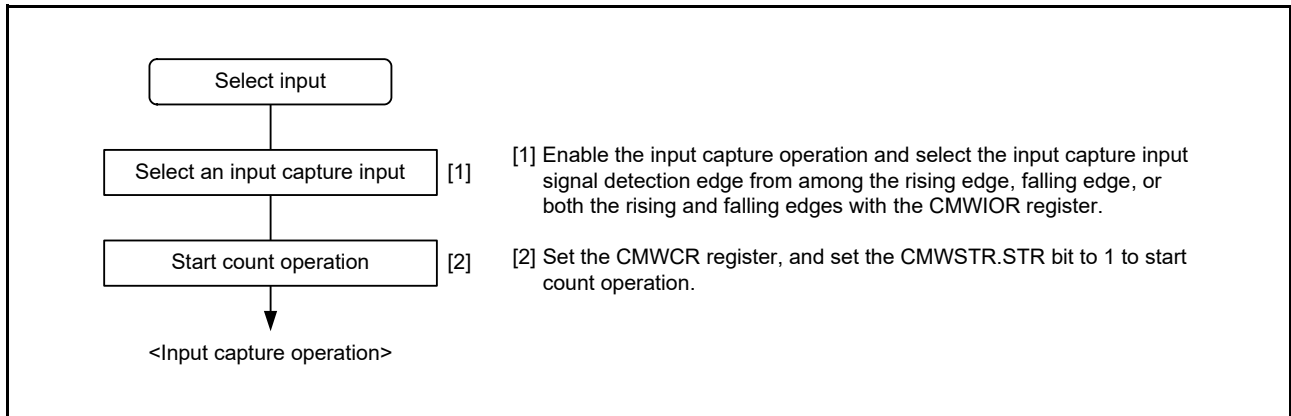 Select input
Select an input capture input
[1]
[1] Enable the input capture operation and select the input capture input
signal detection edge from among the rising edge, falling edge, or
both the rising and falling edges with the CMWIOR register.
Start count operation
[2]
[2] Set the CMWCR register, and set the CMWSTR.STR bit to 1 to start
count operation.
<Input capture operation>